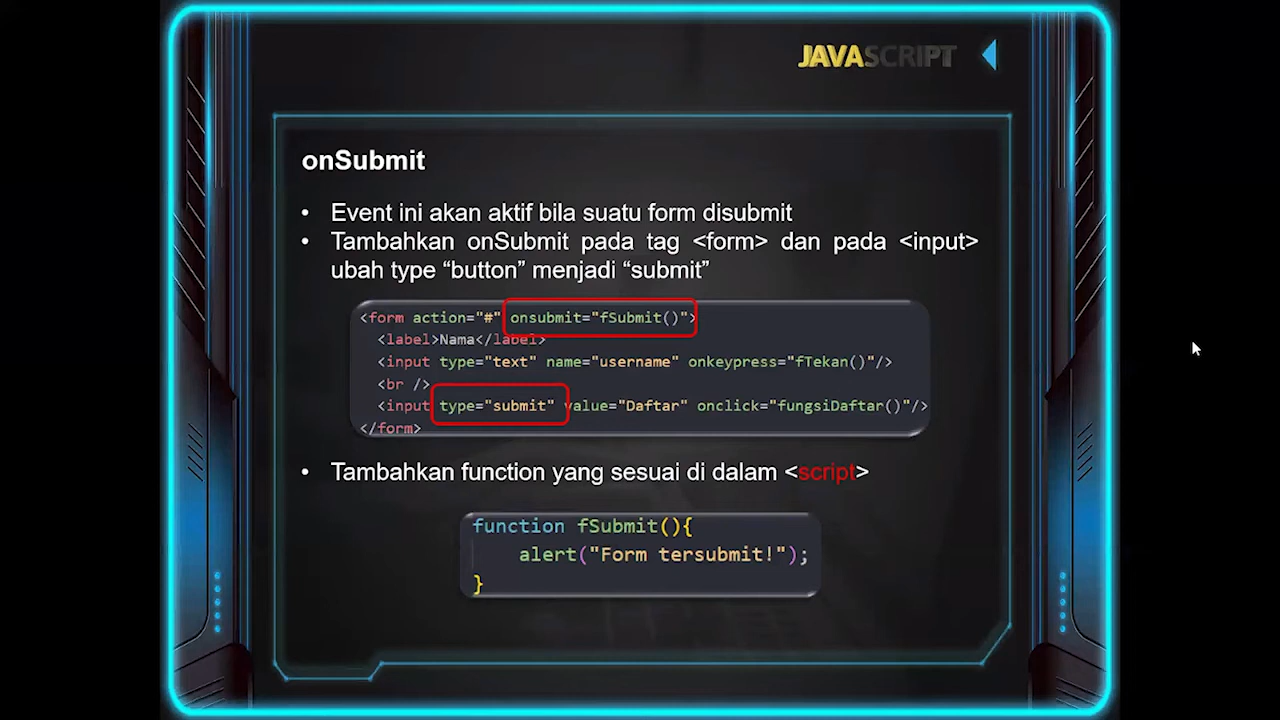 JAVASCRIPT
onSubmit
• Event ini akan aktif bila suatu form disubmit
• Tambahkan onSubmit pada tag <form> dan pada <input>
ubah type “button” menjadi “submit”
<form action="#" onsubmit="fSubmit()">
<label>Nama</label>
<input type="text" name="username" onkeypress="fTekan()"/>
<br />
<input type="submit" value="Daftar" onclick="fungsiDaftar()"/>
</form>
• Tambahkan function yang sesuai di dalam <script>
function fSubmit(){
alert("Form tersubmit!");
}